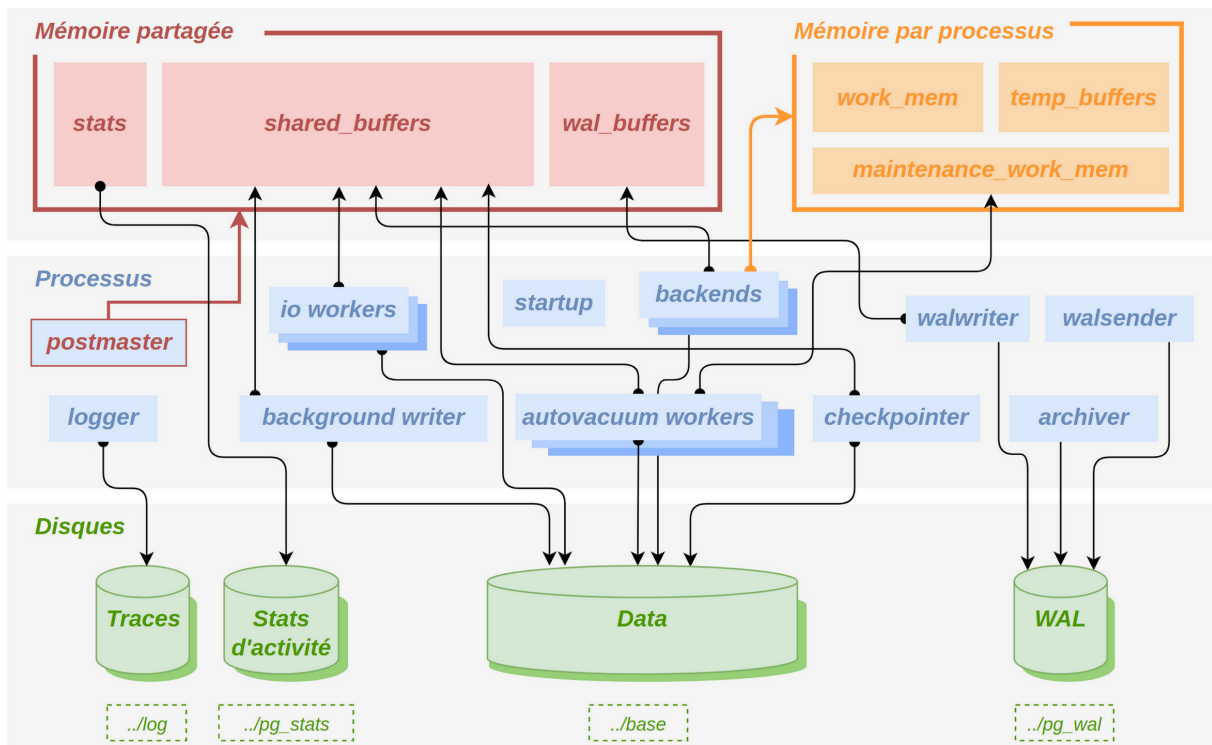 Mémoire partagée
Mémoire par processus
stats
shared_buffers
wal_buffers
work_mem
temp_buffers
maintenance_work_mem
Processus
postmaster
io workers
startup
backends
walwriter
walsender
logger
background writer
autovacuum workers
checkpointer
archiver
Disques
Traces
Stats
d'activité
Data
WAL
../log
../pg_stats
../base
../pg_wal